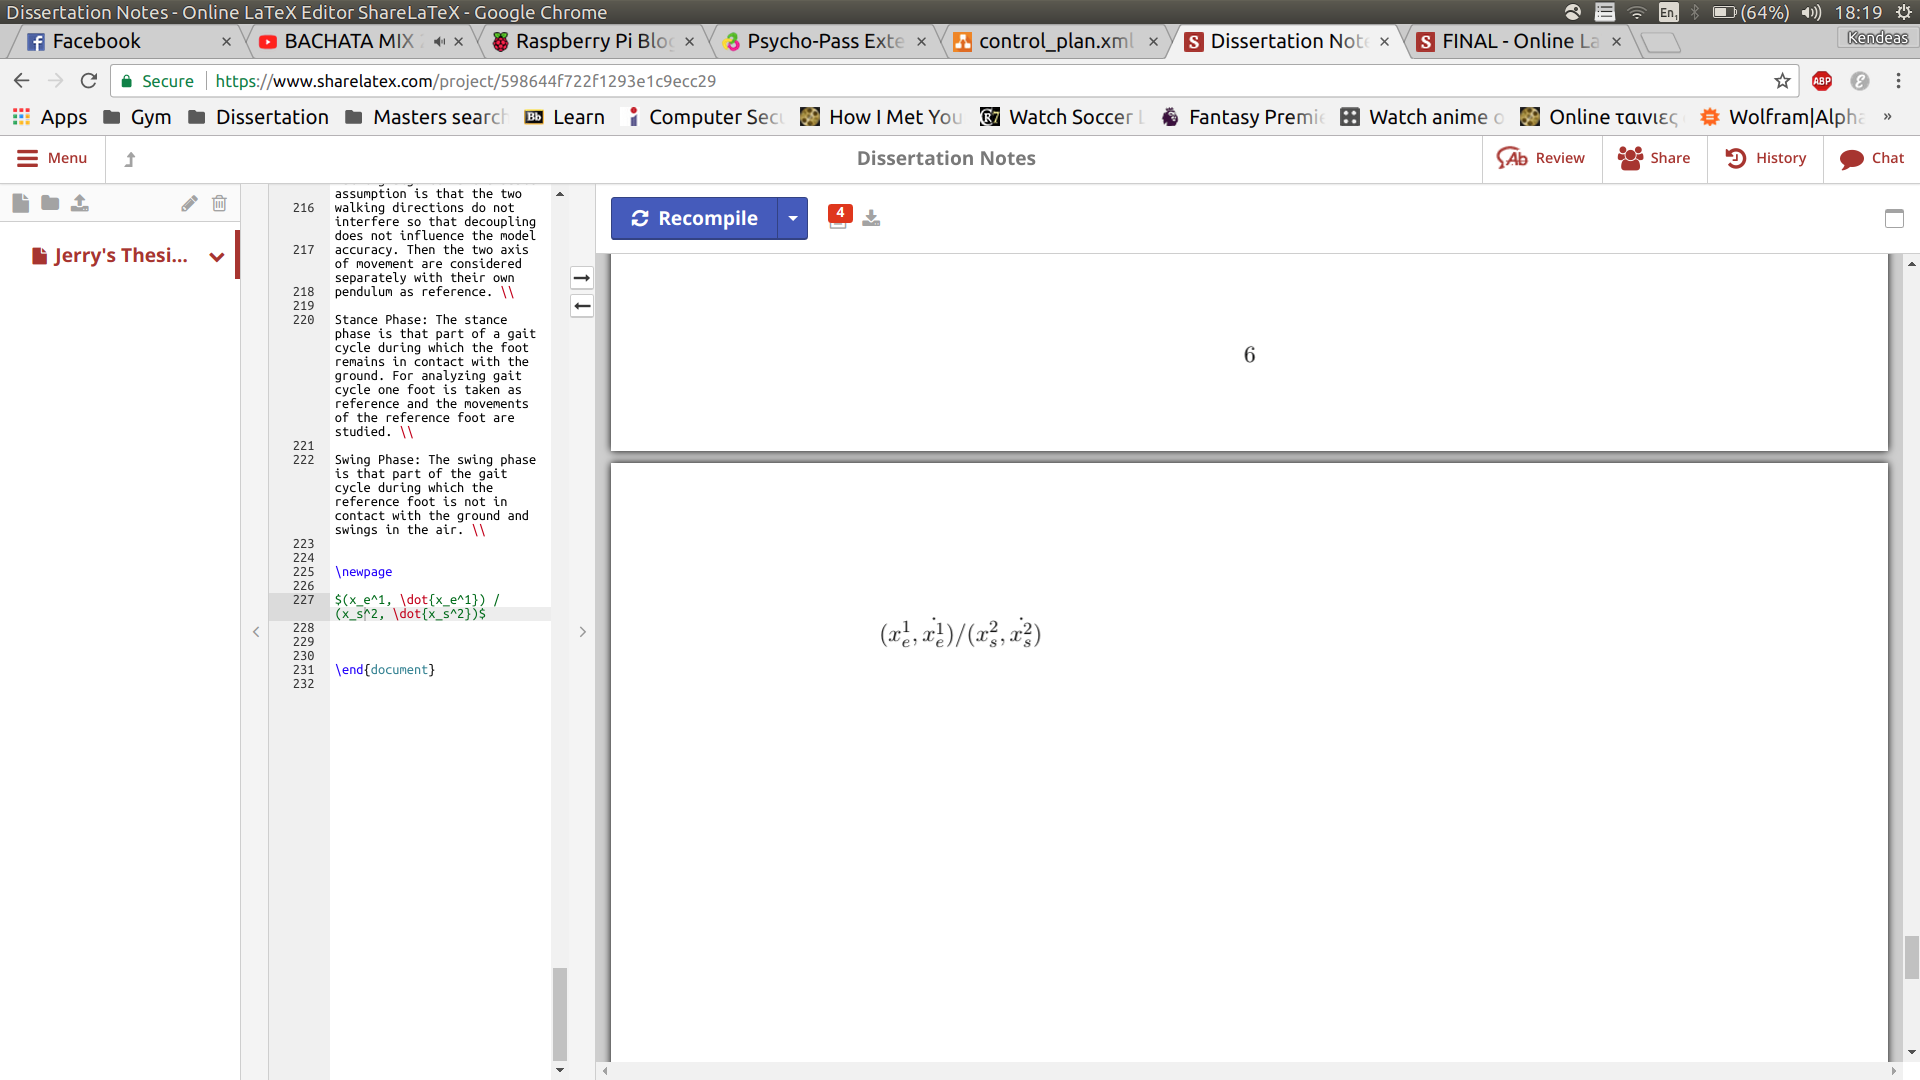 Dissertation Notes - Online LaTeX Editor ShareLaTeX - Google Chrome
En1
(64%)
18:19
Facebook
BACHATA MIX
Raspberry Pi Blog
Psycho-Pass Exte
control_plan.xml
Dissertation Note
FINAL - Online La
Kendeas
Secure
https://www.sharelatex.com/project/598644f722f1293e1c9ecc29
ABP
Apps
Gym
Dissertation
Masters search
Bb
Learn
Computer Secu
How I Met You
Watch Soccer L
Fantasy Premie
Watch anime o
Online ταινιες
Wolfram|Alpha
»
Menu
Dissertation Notes
Review
Share
History
Chat
Jerry's Thesi...
assumption is that the two
216 walking directions do not
interfere so that decoupling
does not influence the model
217 accuracy. Then the two axis
of movement are considered
separately with their own
218 pendulum as reference. \\
219
220 Stance Phase: The stance
phase is that part of a gait
cycle during which the foot
remains in contact with the
ground. For analyzing gait
cycle one foot is taken as
reference and the movements
of the reference foot are
studied. \\
221
222 Swing Phase: The swing phase
is that part of the gait
cycle during which the
reference foot is not in
contact with the ground and
swings in the air. \\
223
224
225 \newpage
226
227 $(x_e^1, \dot{x_e^1}) /
(x_s^2, \dot{x_s^2})$
228
229
230
231 \end{document}
232
Recompile
4
6
(x_e^1, \dot{x_e^1})/(x_s^2, \dot{x_s^2})